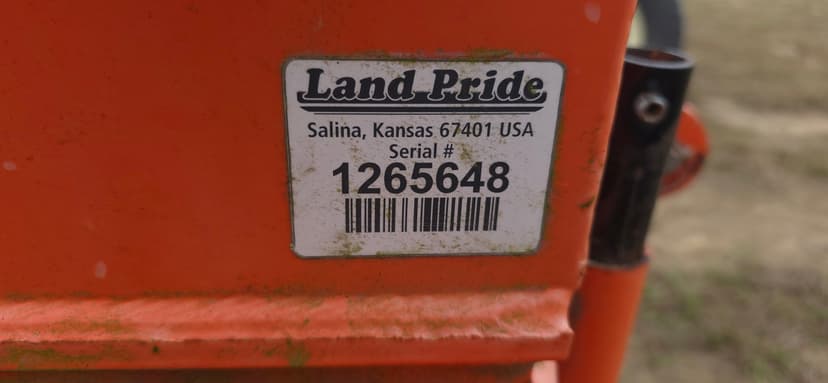 Land Pride
Salina, Kansas 67401 USA
Serial #
1265648